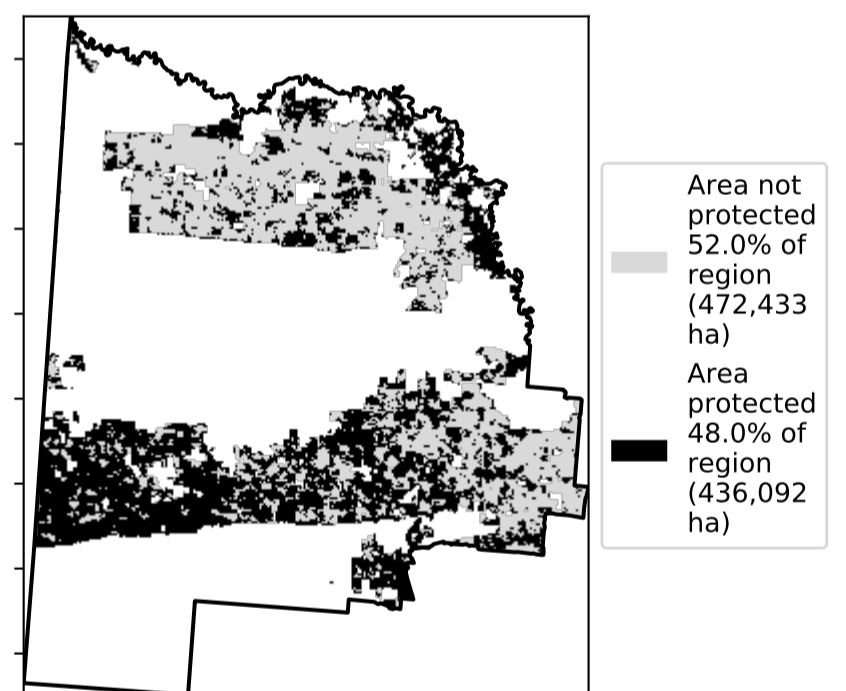 Area not
protected
52.0% of
region
(472,433
ha)
Area
protected
48.0% of
region
(436,092
ha)